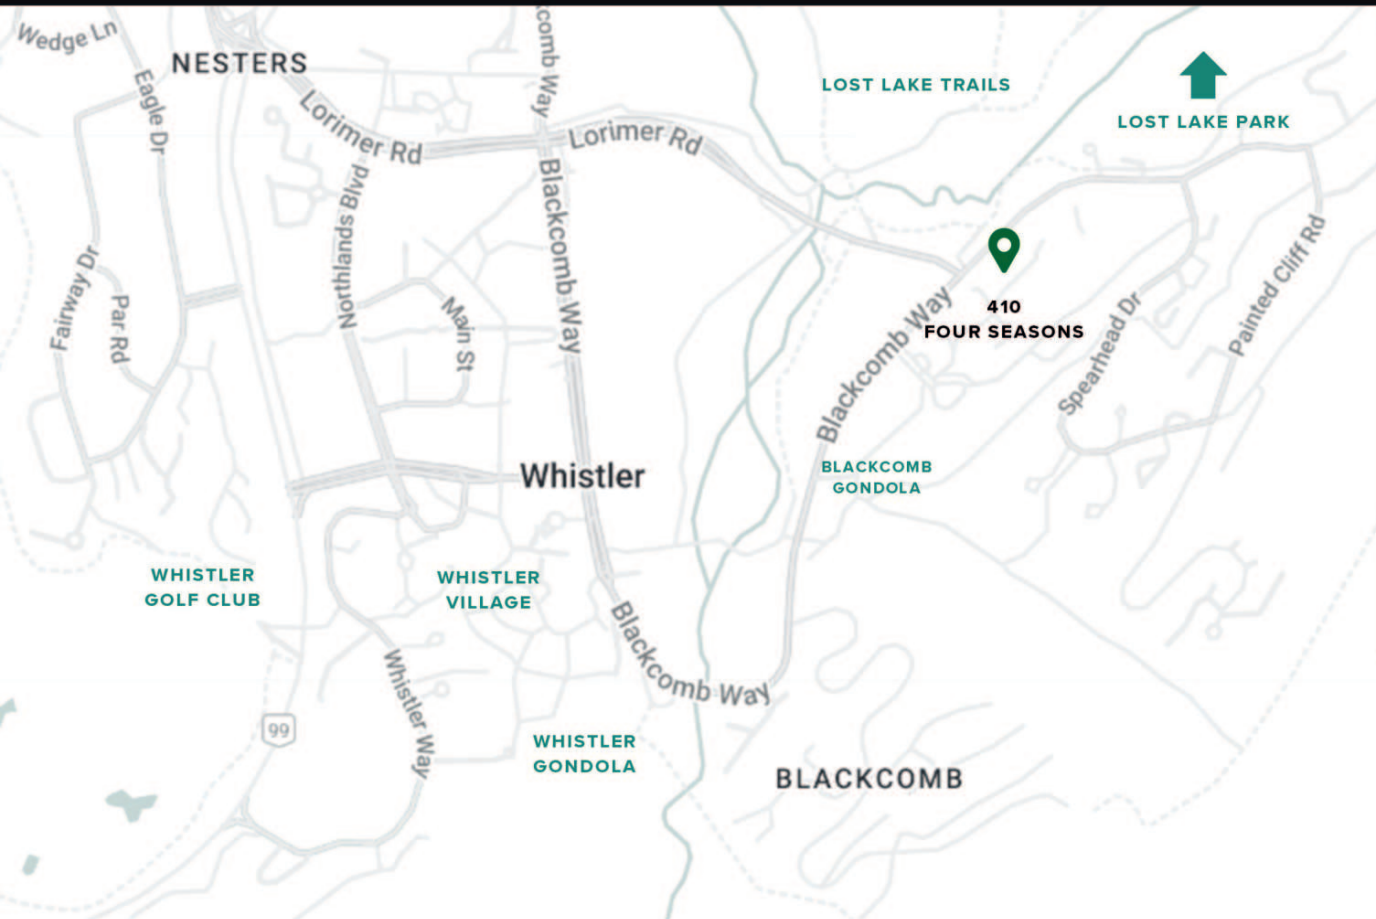 Wedge Ln
NESTERS
Eagle Dr
Lorimer Rd
comb Way
Lorimer Rd
LOST LAKE TRAILS
LOST LAKE PARK
Northlands Blvd
Blackcomb Way
Fairway Dr
Par Rd
Main St
410
FOUR SEASONS
Blackcomb Way
Spearhead Dr
Painted Cliff Rd
Whistler
BLACKCOMB
GONDOLA
WHISTLER
GOLF CLUB
WHISTLER
VILLAGE
Blackcomb Way
Whistler Way
99
WHISTLER
GONDOLA
BLACKCOMB